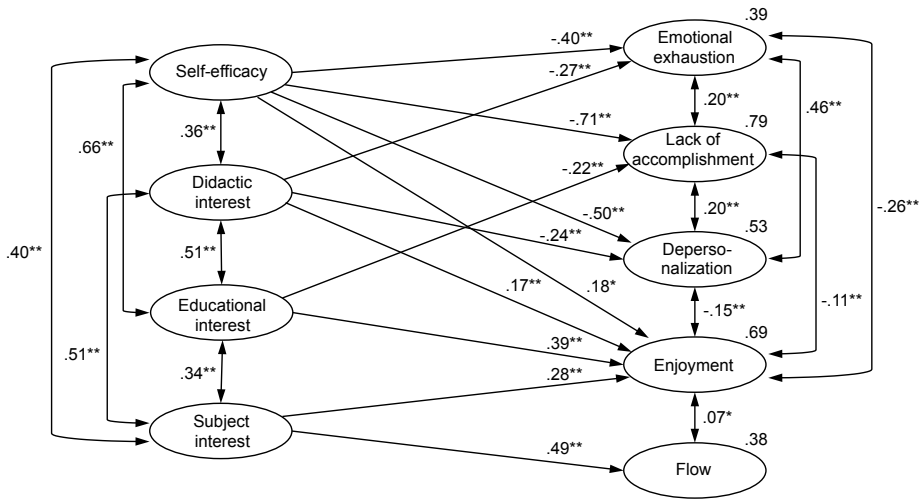 .39
Emotional
exhaustion
-.40**
Self-efficacy
-.27**
.20**
.46**
.79
-.71**
.36**
.66**
Lack of
accomplishment
-.22**
Didactic
interest
.20**
-.26**
-.50**
.53
-.24**
.40**
.51**
Deperso-
nalization
.17**
.18*
Educational
interest
-.15**
-.11**
.69
.39**
.51**
.34**
.28**
Enjoyment
Subject
interest
.07*
.38
.49**
Flow